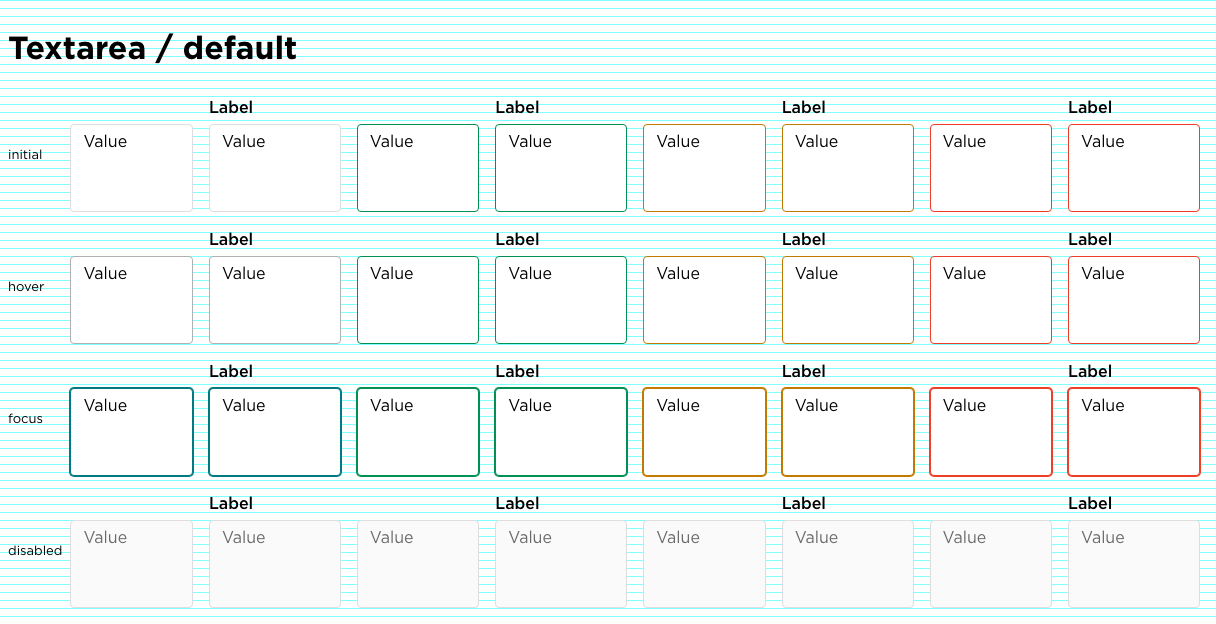 Textarea / default
Label Label Label Label
initial Value Value Value Value Value Value Value Value
Label Label Label Label
hover Value Value Value Value Value Value Value Value
Label Label Label Label
focus Value Value Value Value Value Value Value Value
Label Label Label Label
disabled Value Value Value Value Value Value Value Value